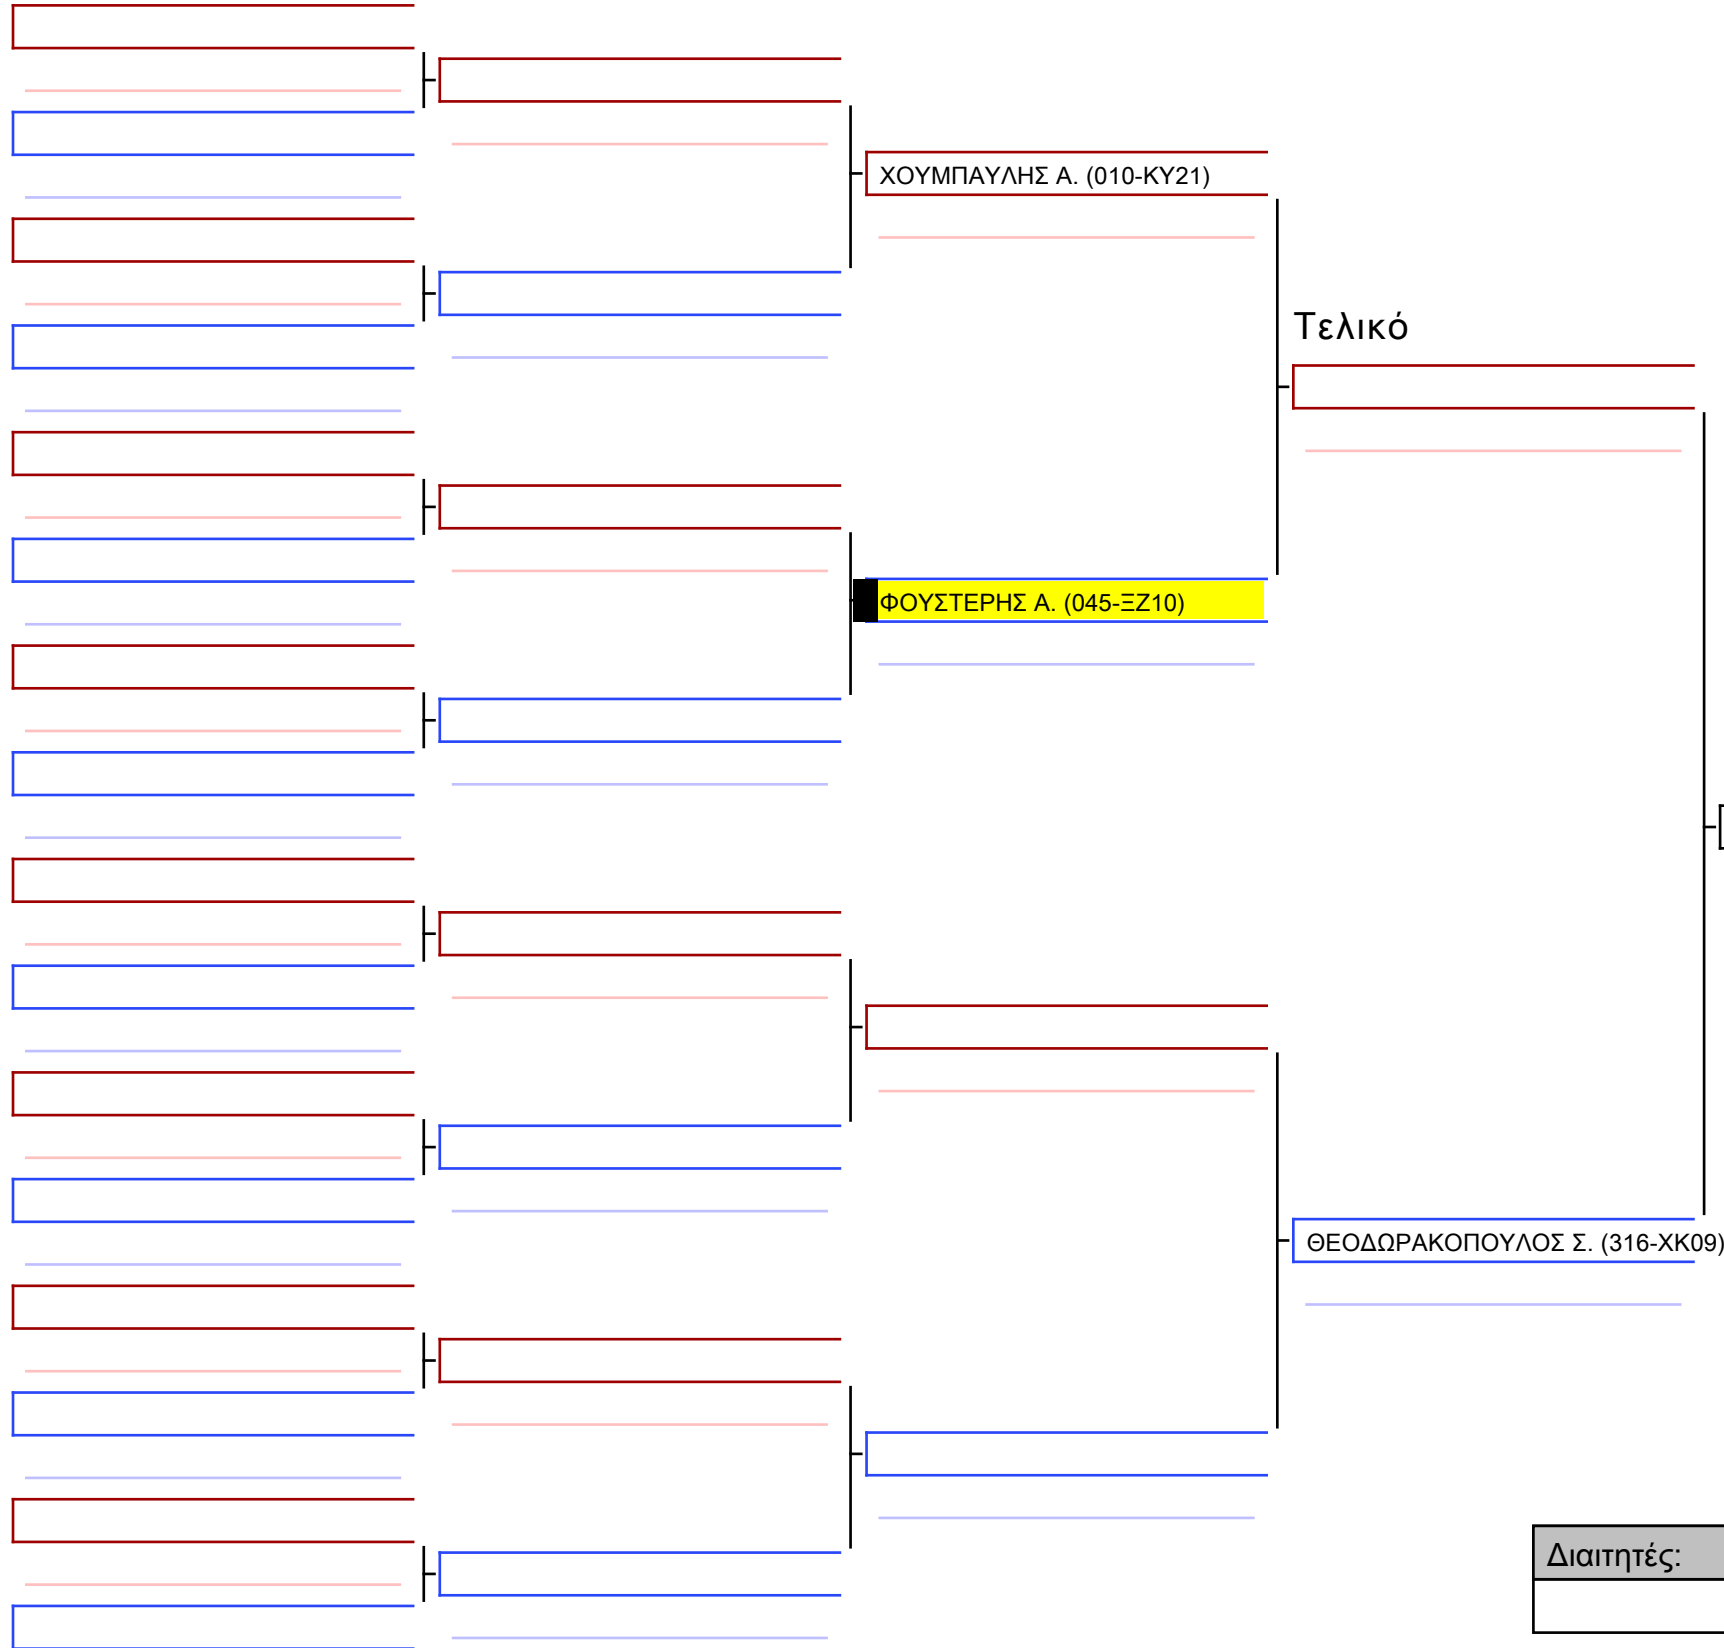 ΧΟΥΜΠΑΥΛΗΣ Α. (010-ΚΥ21)
Τελικό
ΦΟΥΣΤΕΡΗΣ Α. (045-ΞΖ10)
ΘΕΟΔΩΡΑΚΟΠΟΥΛΟΣ Σ. (316-ΧΚ09)
Διαιτητές: